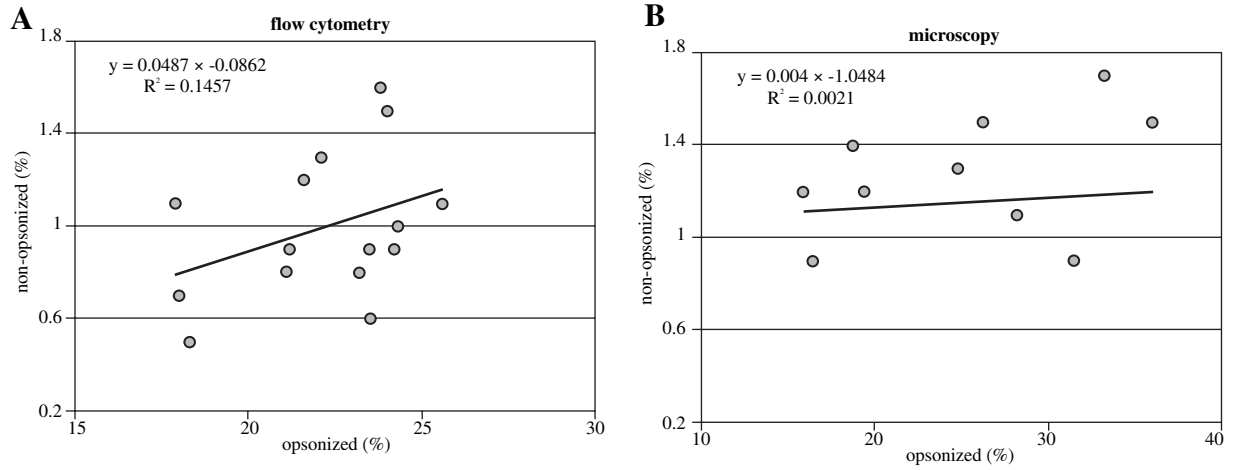 A
flow cytometry
y = 0.0487 × -0.0862
R² = 0.1457
non-opsonized (%)
1.8
1.4
1
0.6
0.2
15
20
25
30
opsonized (%)
B
microscopy
y = 0.004 × -1.0484
R² = 0.0021
non-opsonized (%)
1.8
1.4
1
0.6
0.2
10
20
30
40
opsonized (%)